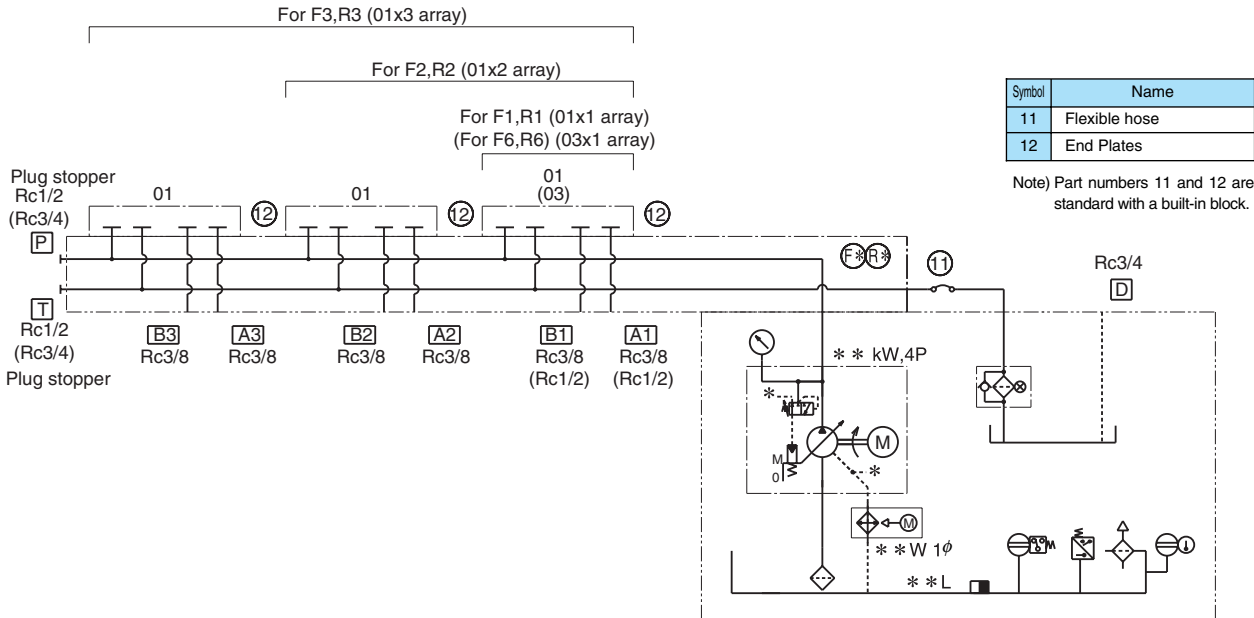 For F3,R3 (01x3 array)
For F2,R2 (01x2 array)
For F1,R1 (01x1 array)
(For F6,R6) (03x1 array)
Symbol Name
11 Flexible hose
12 End Plates
Note) Part numbers 11 and 12 are
standard with a built-in block.
Plug stopper
Rc1/2
(Rc3/4)
01
12
01
12
01
(03)
12
P
F* R*
11
Rc3/4
D
T
Rc1/2
(Rc3/4)
Plug stopper
B3
Rc3/8
A3
Rc3/8
B2
Rc3/8
A2
Rc3/8
B1
Rc3/8
(Rc1/2)
A1
Rc3/8
(Rc1/2)
** kW,4P
*
M
M
0
*
M
**W 1ϕ
**L